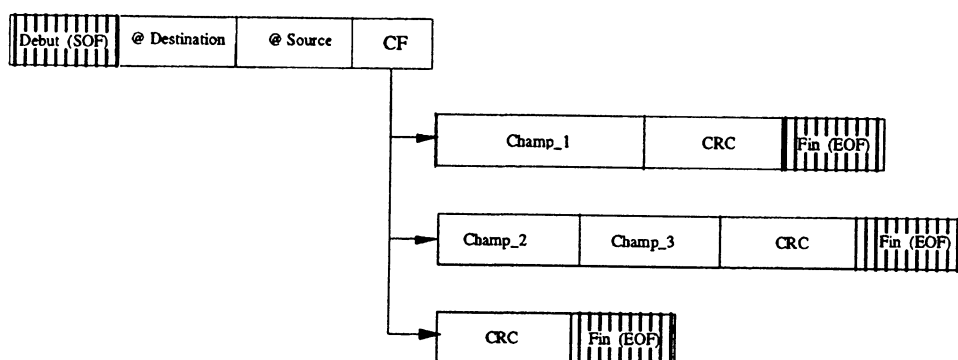 Debut (SOF) @ Destination @ Source CF
Champ_1 CRC Fin (EOF)
Champ_2 Champ_3 CRC Fin (EOF)
CRC Fin (EOF)